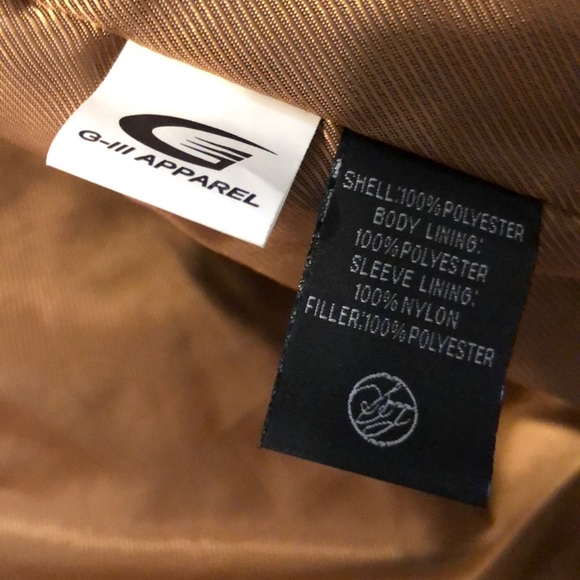 G-III APPAREL
SHELL:100%POLYESTER
BODY LINING:
100%POLYESTER
SLEEVE LINING:
100%NYLON
FILLER:100%POLYESTER